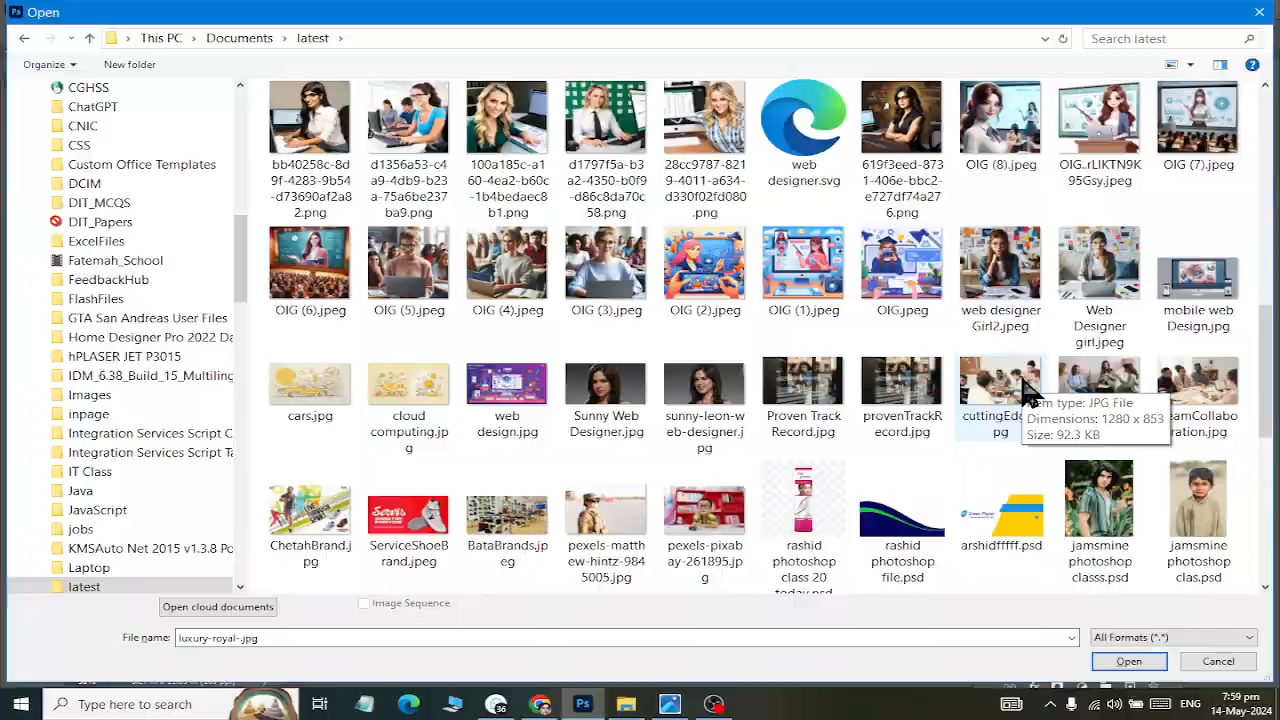 Open
This PC > Documents > latest >
Search latest
Organize
New folder
CGHSS
ChatGPT
CNIC
CSS
Custom Office Templates
DCIM
DIT_MCQS
DIT_Papers
ExcelFiles
Fatemah_School
FeedbackHub
FlashFiles
GTA San Andreas User Files
Home Designer Pro 2022 Da
hPLASER JET P3015
IDM_6.38_Build_15_Multiling
Images
inpage
Integration Services Script C
Integration Services Script Ta
IT Class
Java
JavaScript
jobs
KMSAuto Net 2015 v1.3.8 Po
Laptop
latest
bb40258c-8d
9f-4283-9b54
-d73690af2a8
2.png
d1356a53-c4
a9-4db9-b23
a-75a6be237
ba9.png
100a185c-a1
60-4ea2-b60c
-1b4bedaec8
b1.png
d1797f5a-b3
a2-4350-b0f9
-d86c8da70c
58.png
28cc9787-821
9-4011-a634-
d330f02fd080
.png
web
designer.svg
619f3eed-873
1-406e-bbc2-
e727df74a27
6.png
OIG (8).jpeg
OIG..rLIKTN9K
95Gsy.jpeg
OIG (7).jpeg
OIG (6).jpeg
OIG (5).jpeg
OIG (4).jpeg
OIG (3).jpeg
OIG (2).jpeg
OIG (1).jpeg
OIG.jpeg
web designer
Girl2.jpeg
Web
Designer
girl.jpeg
mobile web
Design.jpg
cars.jpg
cloud
computing.jp
g
web
design.jpg
Sunny Web
Designer.jpg
sunny-leon-w
eb-designer.j
pg
Proven Track
Record.jpg
provenTrackR
ecord.jpg
cuttingEd
pg
eamCollabo
ration.jpg
em type: JPG File
Dimensions: 1280 x 853
Size: 92.3 KB
ChetahBrand.j
pg
ServiceShoeB
rand.jpeg
BataBrands.jp
eg
pexels-matth
ew-hintz-984
5005.jpg
pexels-pixab
ay-261895.jp
g
rashid
photoshop
class 20
today.psd
rashid
photoshop
file.psd
arshidfffff.psd
jamsmine
photoshop
classs.psd
jamsmine
photoshop
clas.psd
Open cloud documents
Image Sequence
File name:
luxury-royal-.jpg
All Formats (*.*)
Open
Cancel
Type here to search
36
ENG
7:59 pm
14-May-2024